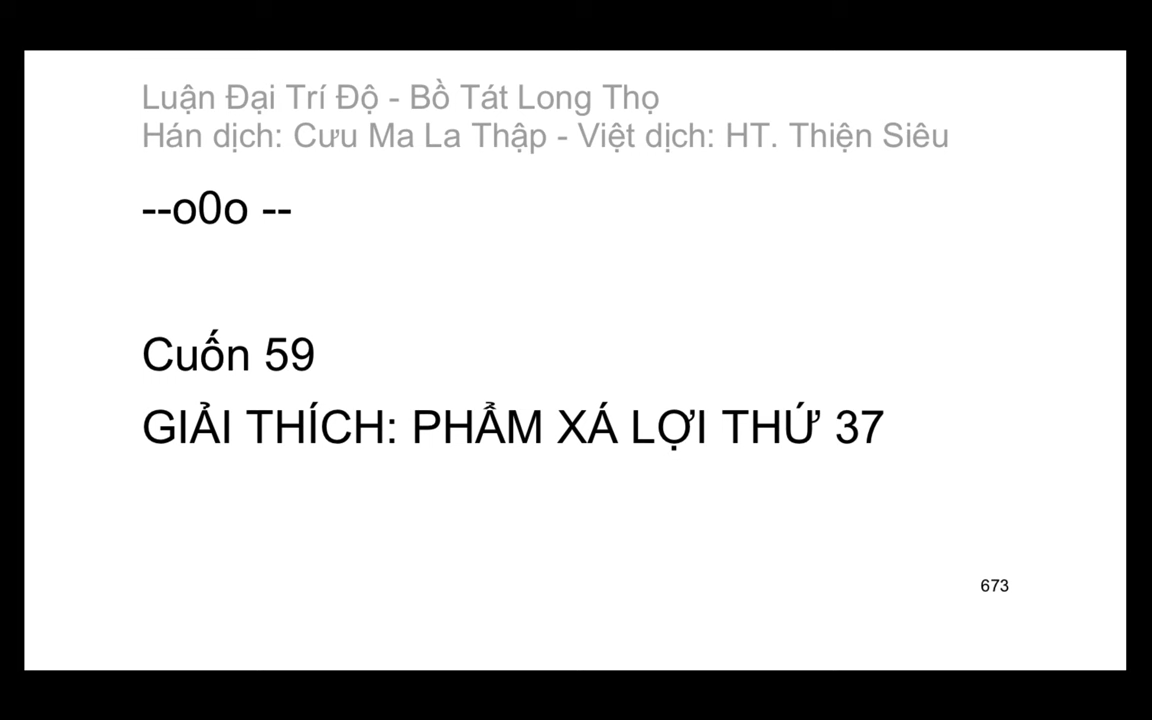 Luận Đại Trí Độ - Bồ Tát Long Thọ
Hán dịch: Cưu Ma La Thập - Việt dịch: HT. Thiện Siêu
--o0o --
Cuốn 59
GIẢI THÍCH: PHẨM XÁ LỢI THỨ 37
673